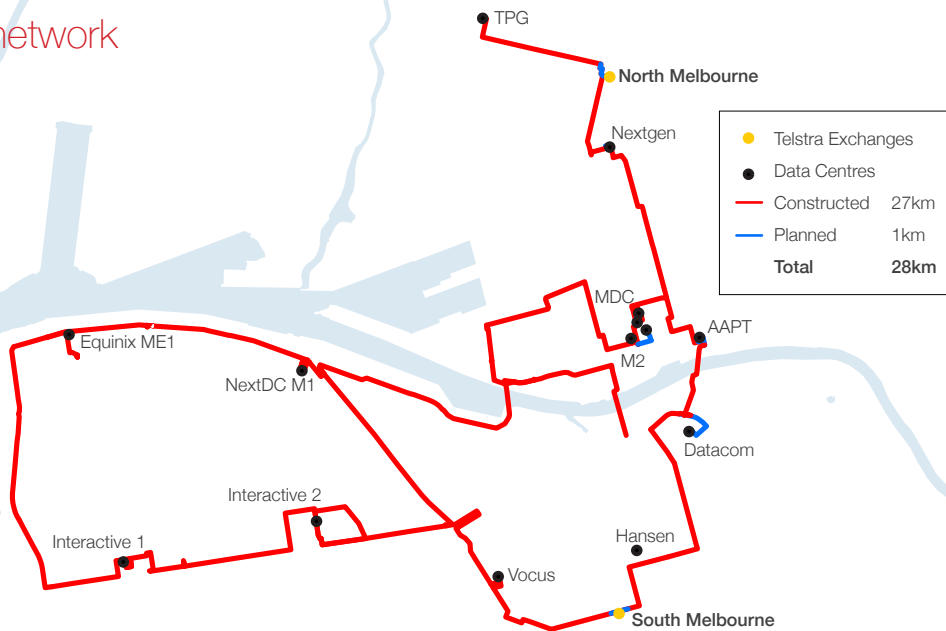 network
TPG
North Melbourne
Nextgen
Telstra Exchanges
Data Centres
Constructed 27km
Planned 1km
Total 28km
MDC
AAPT
Equinix ME1
M2
NextDC M1
Datacom
Interactive 2
Interactive 1
Hansen
Vocus
South Melbourne